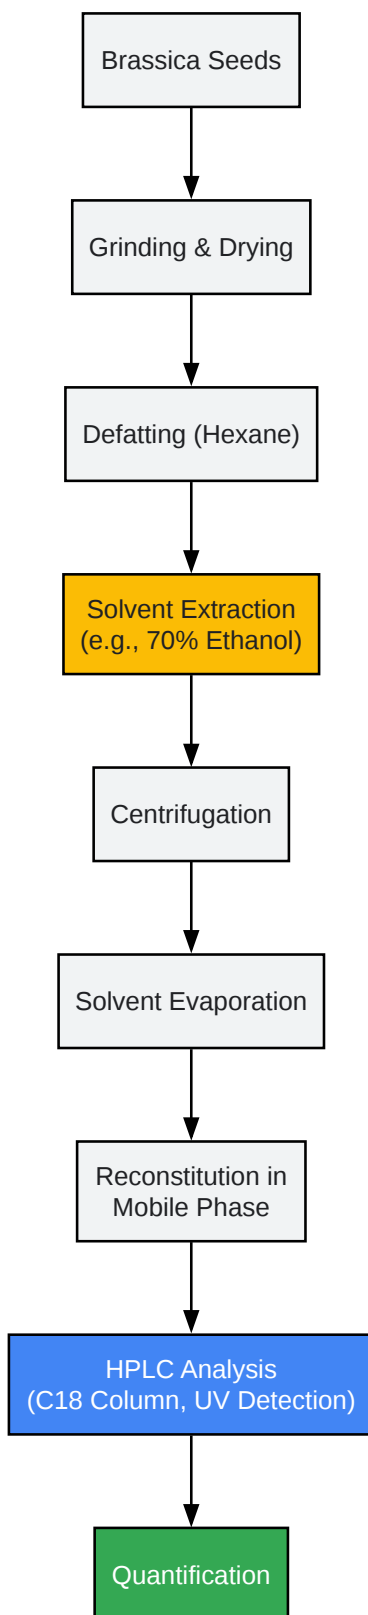 Brassica Seeds
Grinding & Drying
Defatting (Hexane)
Solvent Extraction
(e.g., 70% Ethanol)
Centrifugation
Solvent Evaporation
Reconstitution in
Mobile Phase
HPLC Analysis
(C18 Column, UV Detection)
Quantification